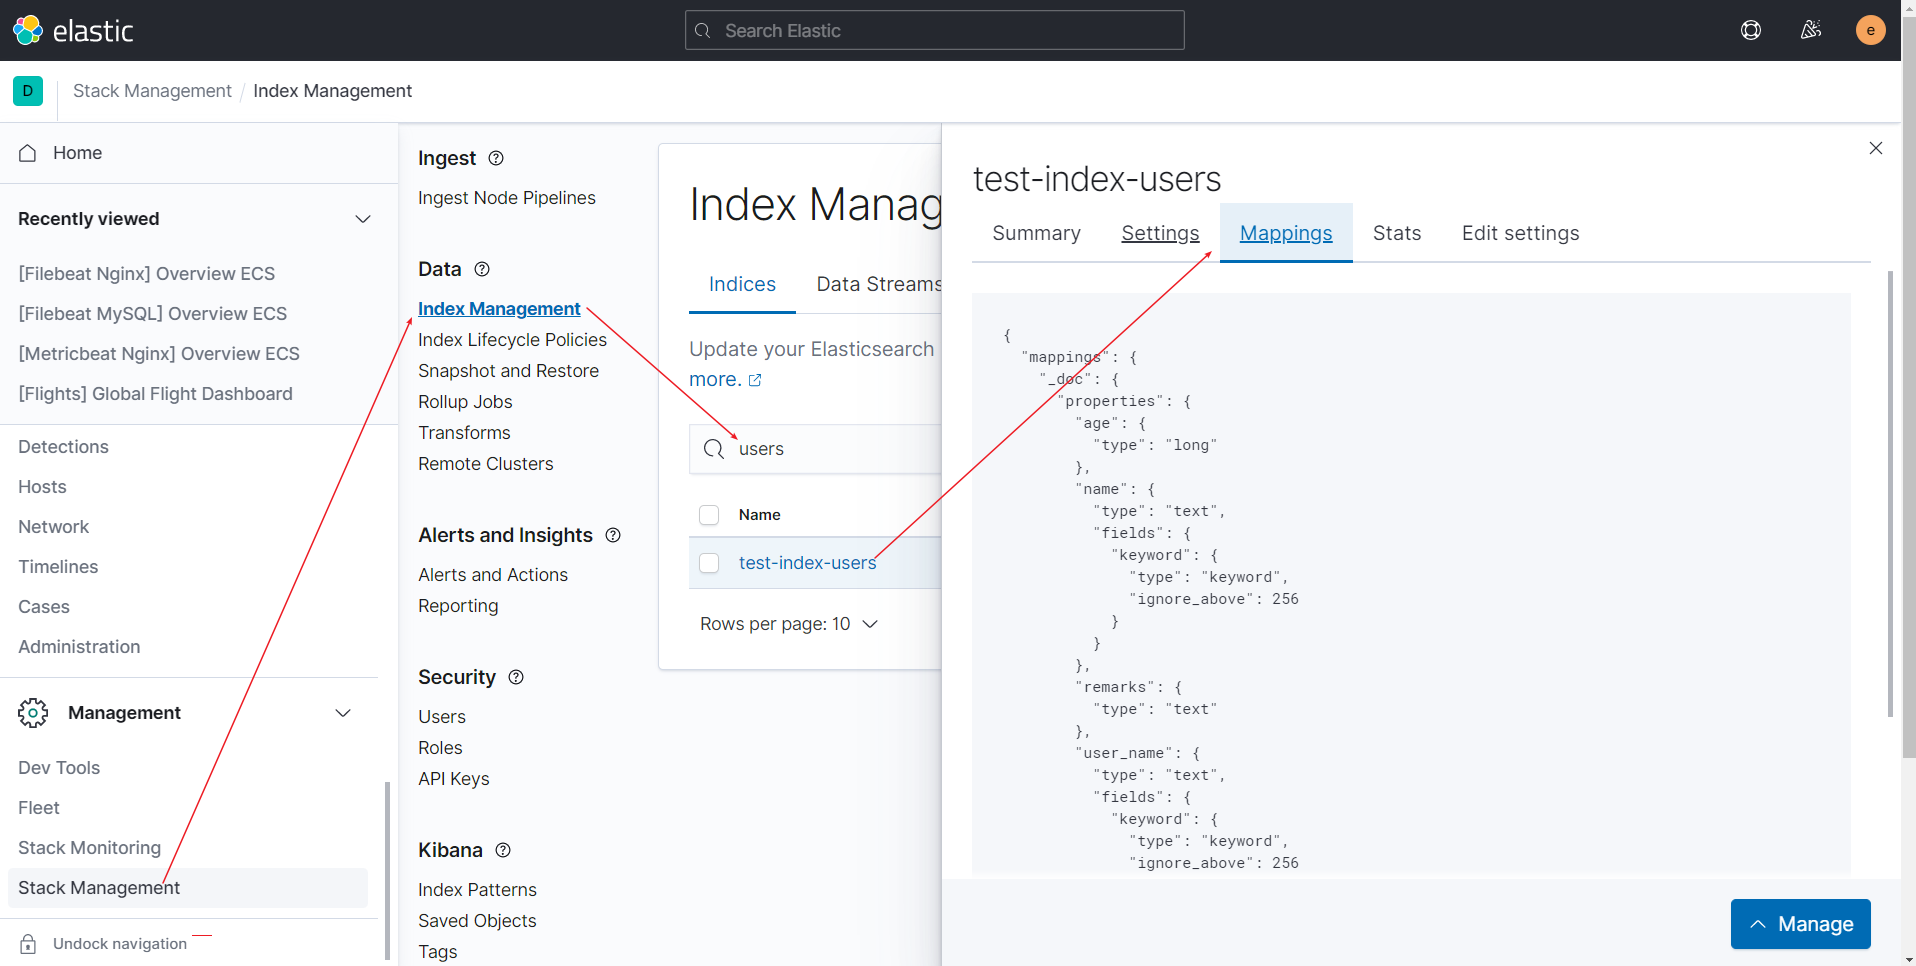 elastic
Search Elastic
e
D
Stack Management / Index Management
Home
Recently viewed
[Filebeat Nginx] Overview ECS
[Filebeat MySQL] Overview ECS
[Metricbeat Nginx] Overview ECS
[Flights] Global Flight Dashboard
Detections
Hosts
Network
Timelines
Cases
Administration
Management
Dev Tools
Fleet
Stack Monitoring
Stack Management
Undock navigation
Ingest
Ingest Node Pipelines
Data
Index Management
Index Lifecycle Policies
Snapshot and Restore
Rollup Jobs
Transforms
Remote Clusters
Alerts and Insights
Alerts and Actions
Reporting
Security
Users
Roles
API Keys
Kibana
Index Patterns
Saved Objects
Tags
Index Manag
Indices Data Streams
Update your Elasticsearch
more.
users
Name
test-index-users
Rows per page: 10
test-index-users
Summary Settings Mappings Stats Edit settings
{
"mappings": {
"_doc": {
"properties": {
"age": {
"type": "long"
},
"name": {
"type": "text",
"fields": {
"keyword": {
"type": "keyword",
"ignore_above": 256
}
}
},
"remarks": {
"type": "text"
},
"user_name": {
"type": "text",
"fields": {
"keyword": {
"type": "keyword",
"ignore_above": 256
Manage